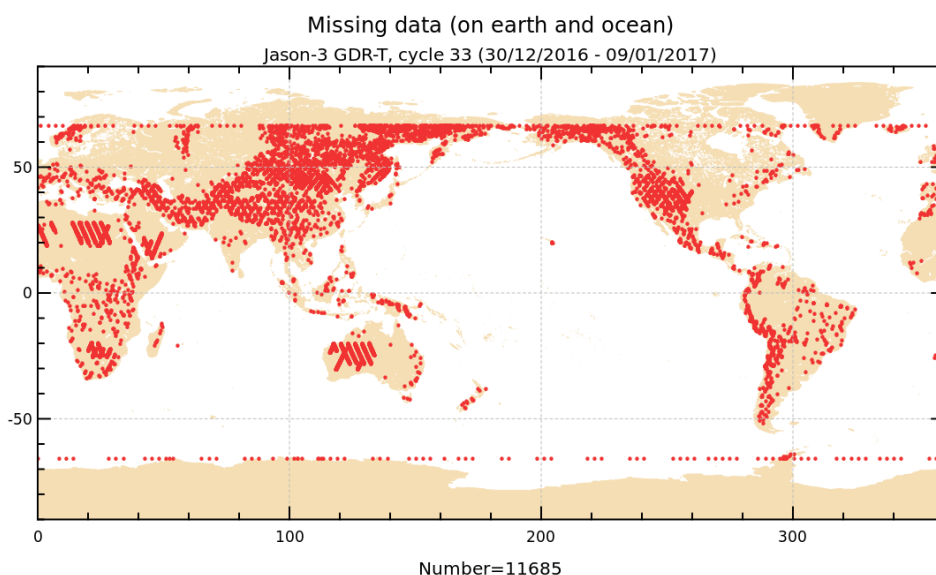 Missing data (on earth and ocean)
Jason-3 GDR-T, cycle 33 (30/12/2016 - 09/01/2017)
50
0
-50
0 100 200 300
Number=11685